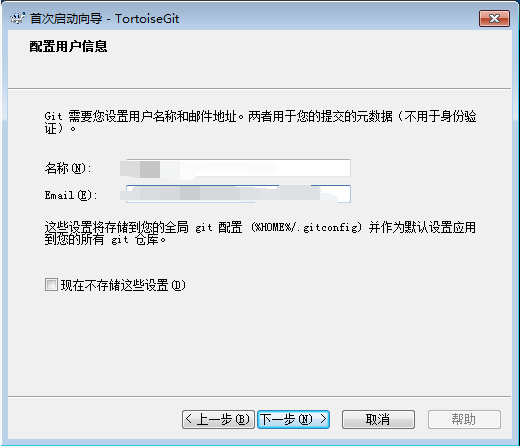 首次启动向导 - TortoiseGit
配置用户信息
Git 需要您设置用户名称和邮件地址。两者用于您的提交的元数据(不用于身份验
证)。
名称(N):
Email(E):
这些设置将存储到您的全局 git 配置 (%HOME%/.gitconfig) 并作为默认设置应用
到您的所有 git 仓库。
现在不存储这些设置(D)
< 上一步(B) 下一步(N) > 取消 帮助